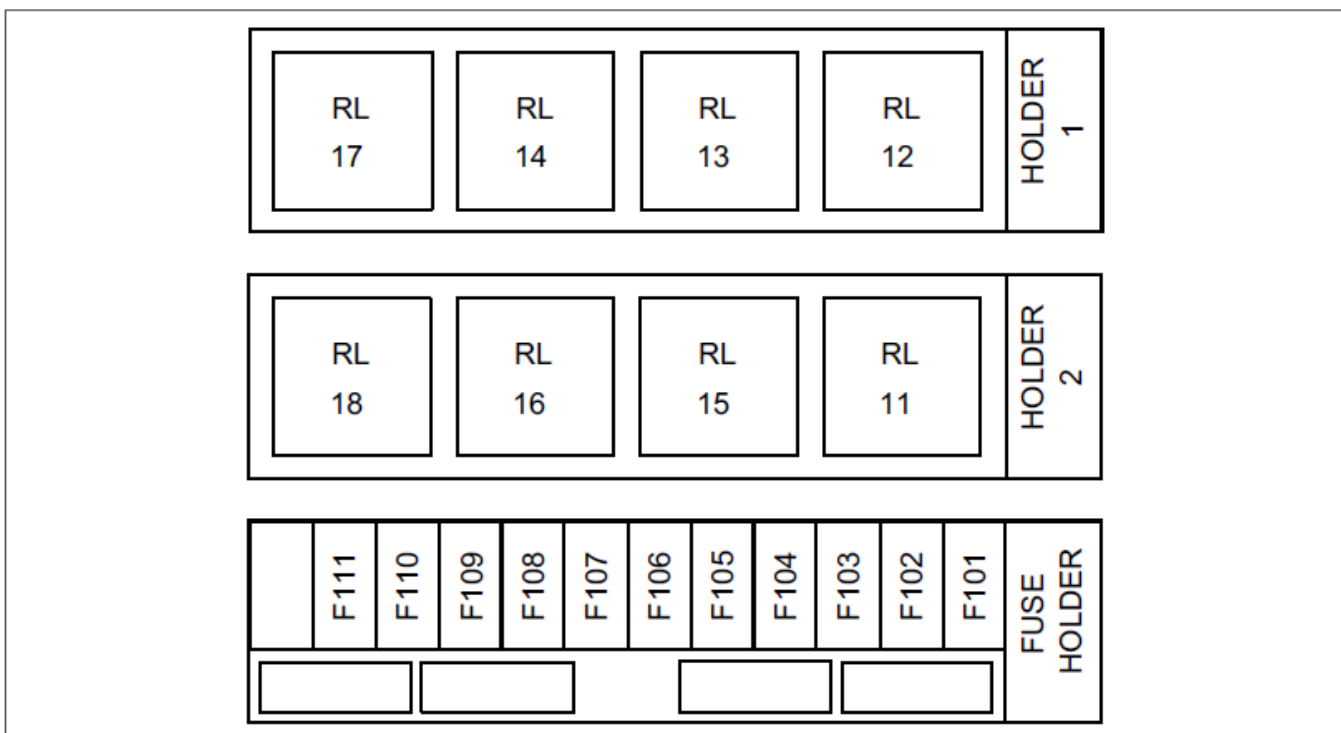 RL
17
RL
14
RL
13
RL
12
HOLDER
1
RL
18
RL
16
RL
15
RL
11
HOLDER
2
F111
F110
F109
F108
F107
F106
F105
F104
F103
F102
F101
FUSE
HOLDER